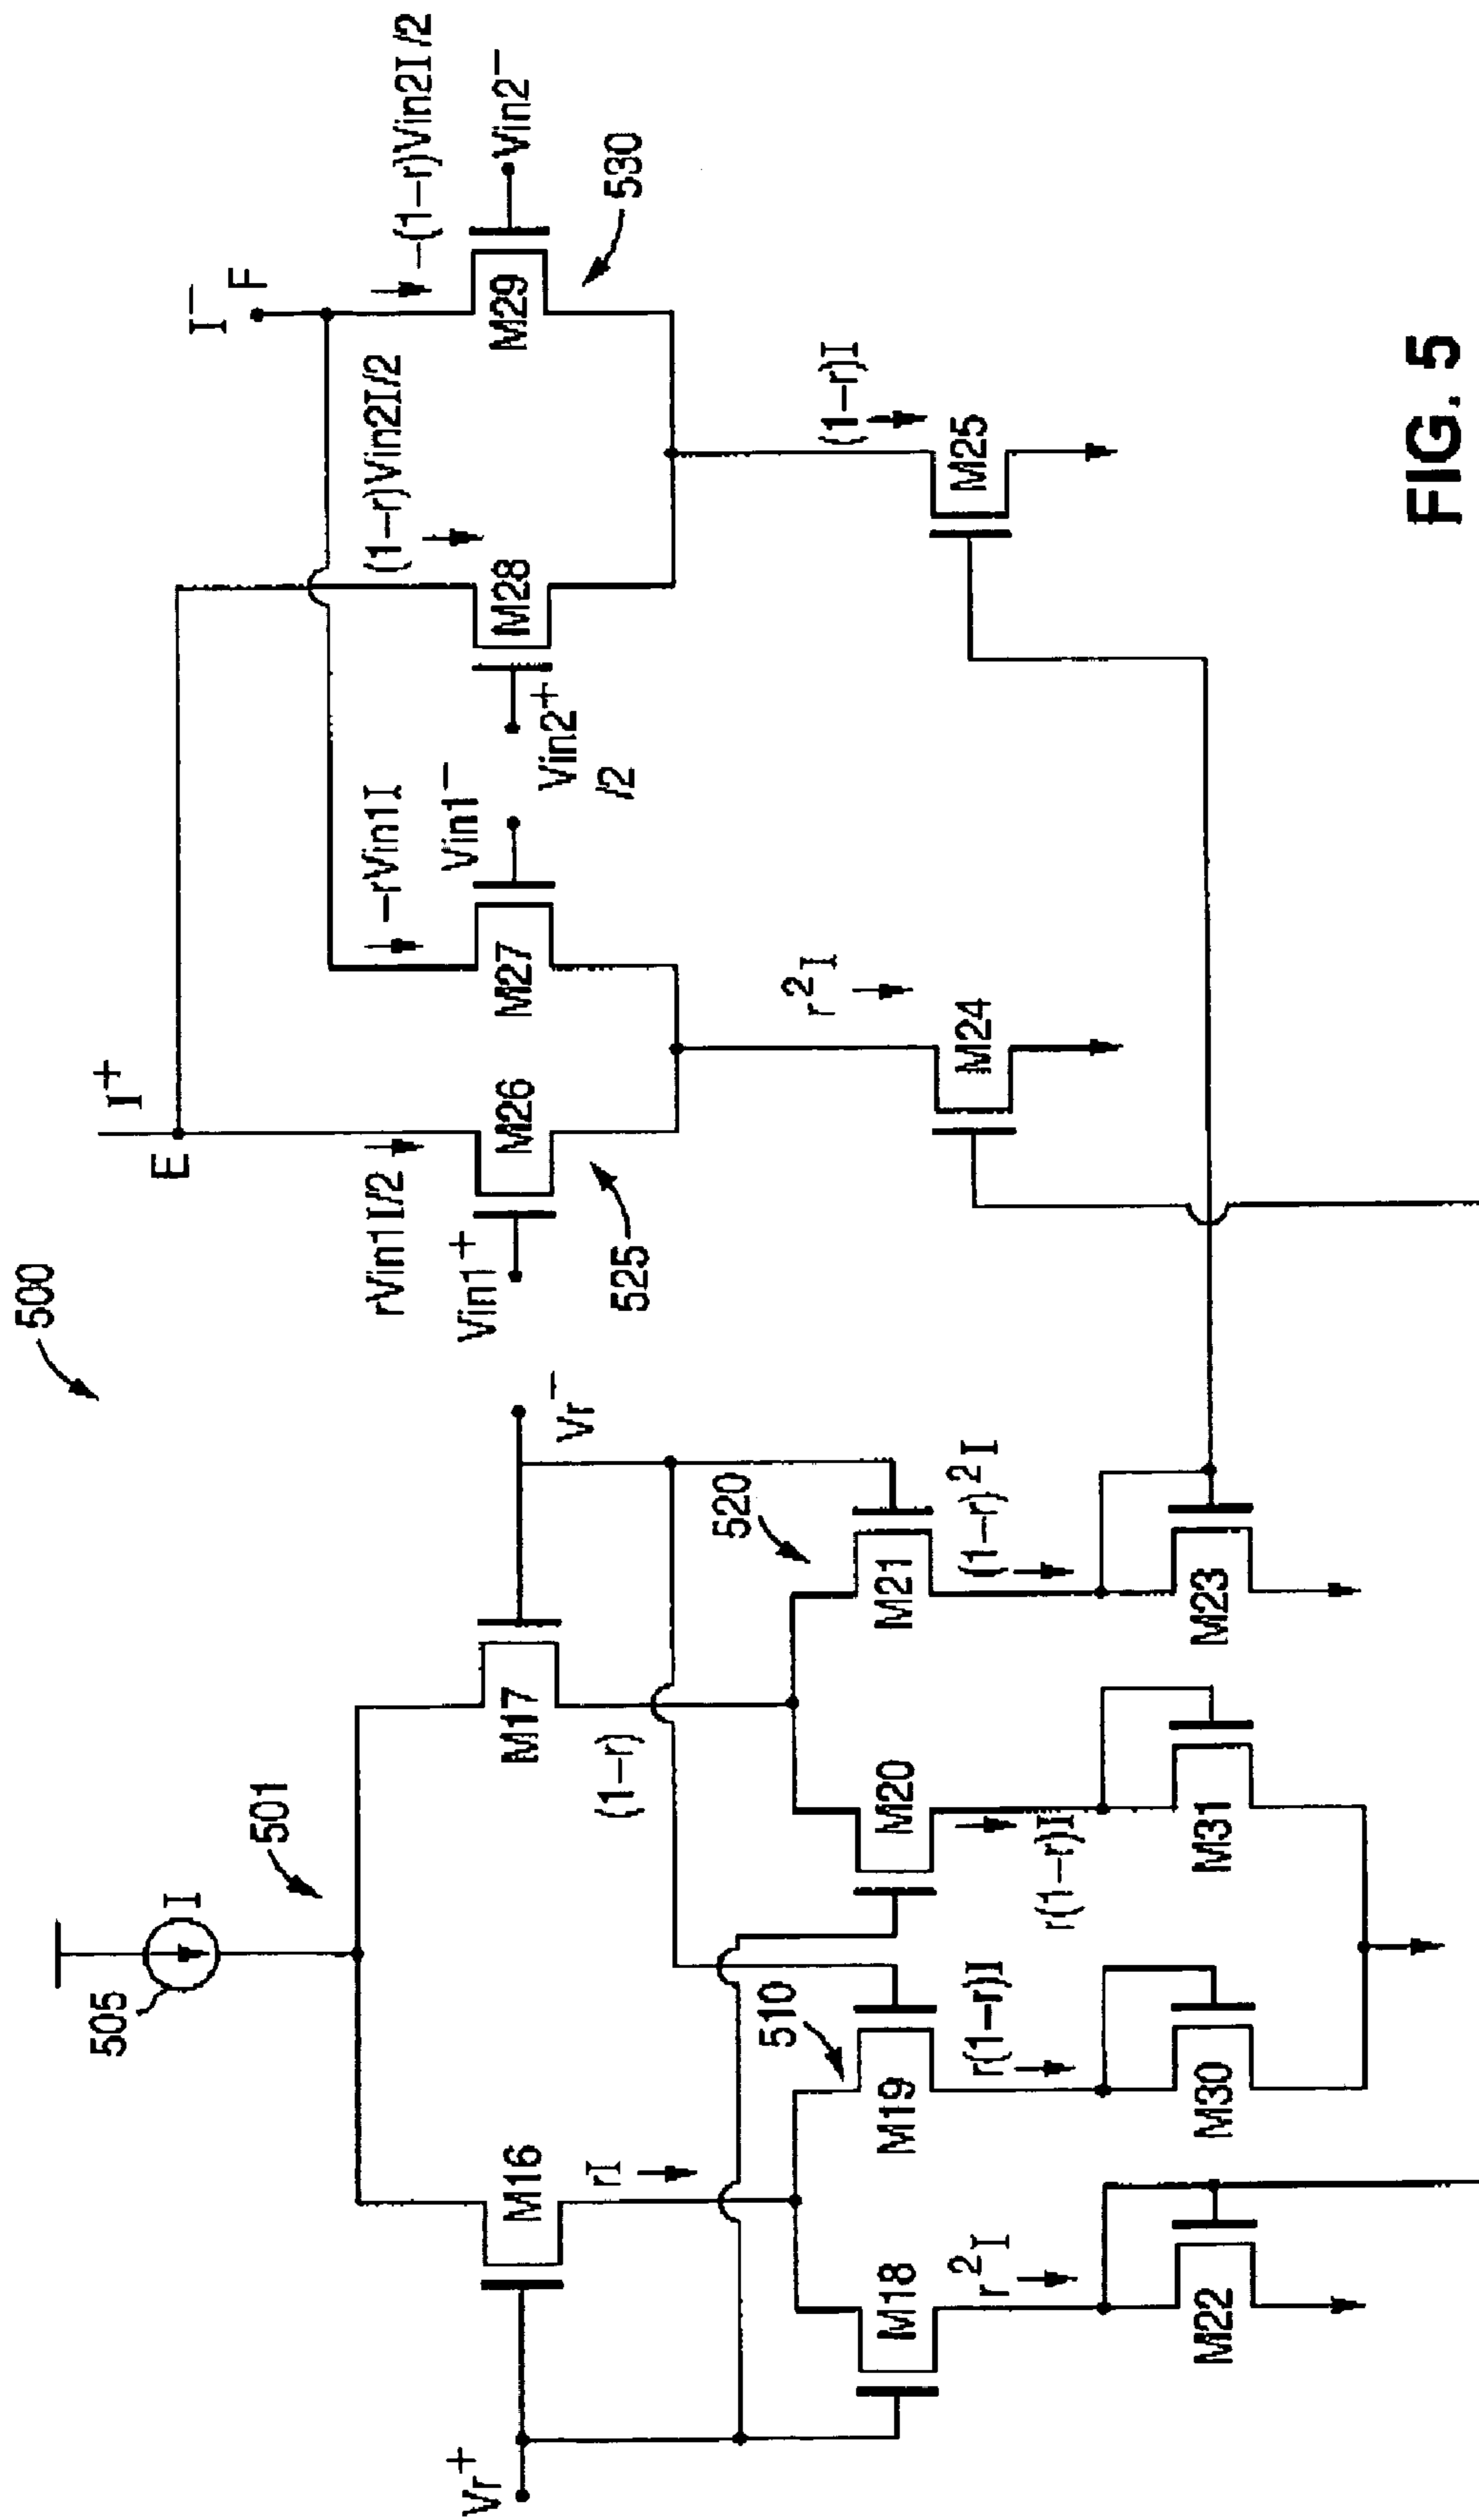 500
505
I
501
Vr+
M16
rI
M17
(1-r)
Vr-
510
520
M18
M19
M20
M21
r2I
r(1-r)I
r(1-r)I
(1-r)2I
M22
M30
M31
M23
I+
E
I-
F
rVin1I/2
-rVin1I
/2
(1-r)Vin2I/2
-(1-r)Vin2I/2
Vin1+
M26
M27
Vin1-
Vin2+
M28
M29
Vin2-
525
530
r2I
(1-r)I
M24
M25
FIG. 5